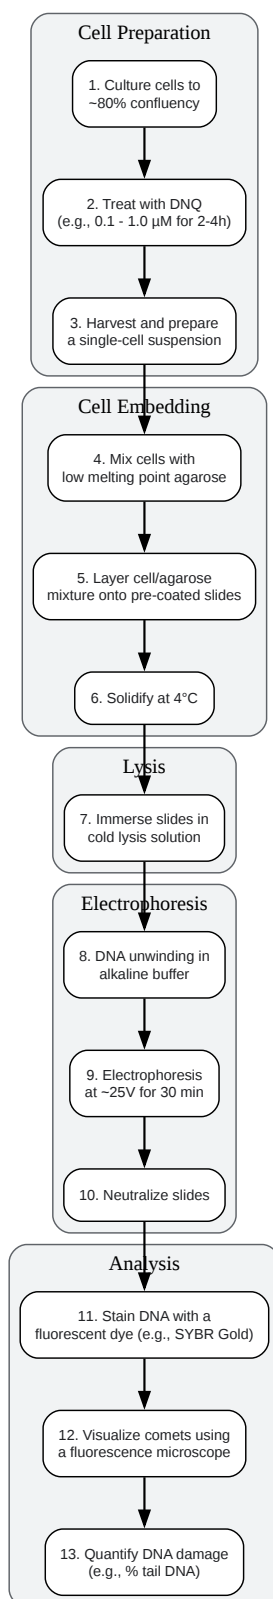 Cell Preparation
1. Culture cells to
~80% confluency
2. Treat with DNQ
(e.g., 0.1 - 1.0 µM for 2-4h)
3. Harvest and prepare
a single-cell suspension
Cell Embedding
4. Mix cells with
low melting point agarose
5. Layer cell/agarose
mixture onto pre-coated slides
6. Solidify at 4°C
Lysis
7. Immerse slides in
cold lysis solution
Electrophoresis
8. DNA unwinding in
alkaline buffer
9. Electrophoresis
at ~25V for 30 min
10. Neutralize slides
Analysis
11. Stain DNA with a
fluorescent dye (e.g., SYBR Gold)
12. Visualize comets using
a fluorescence microscope
13. Quantify DNA damage
(e.g., % tail DNA)